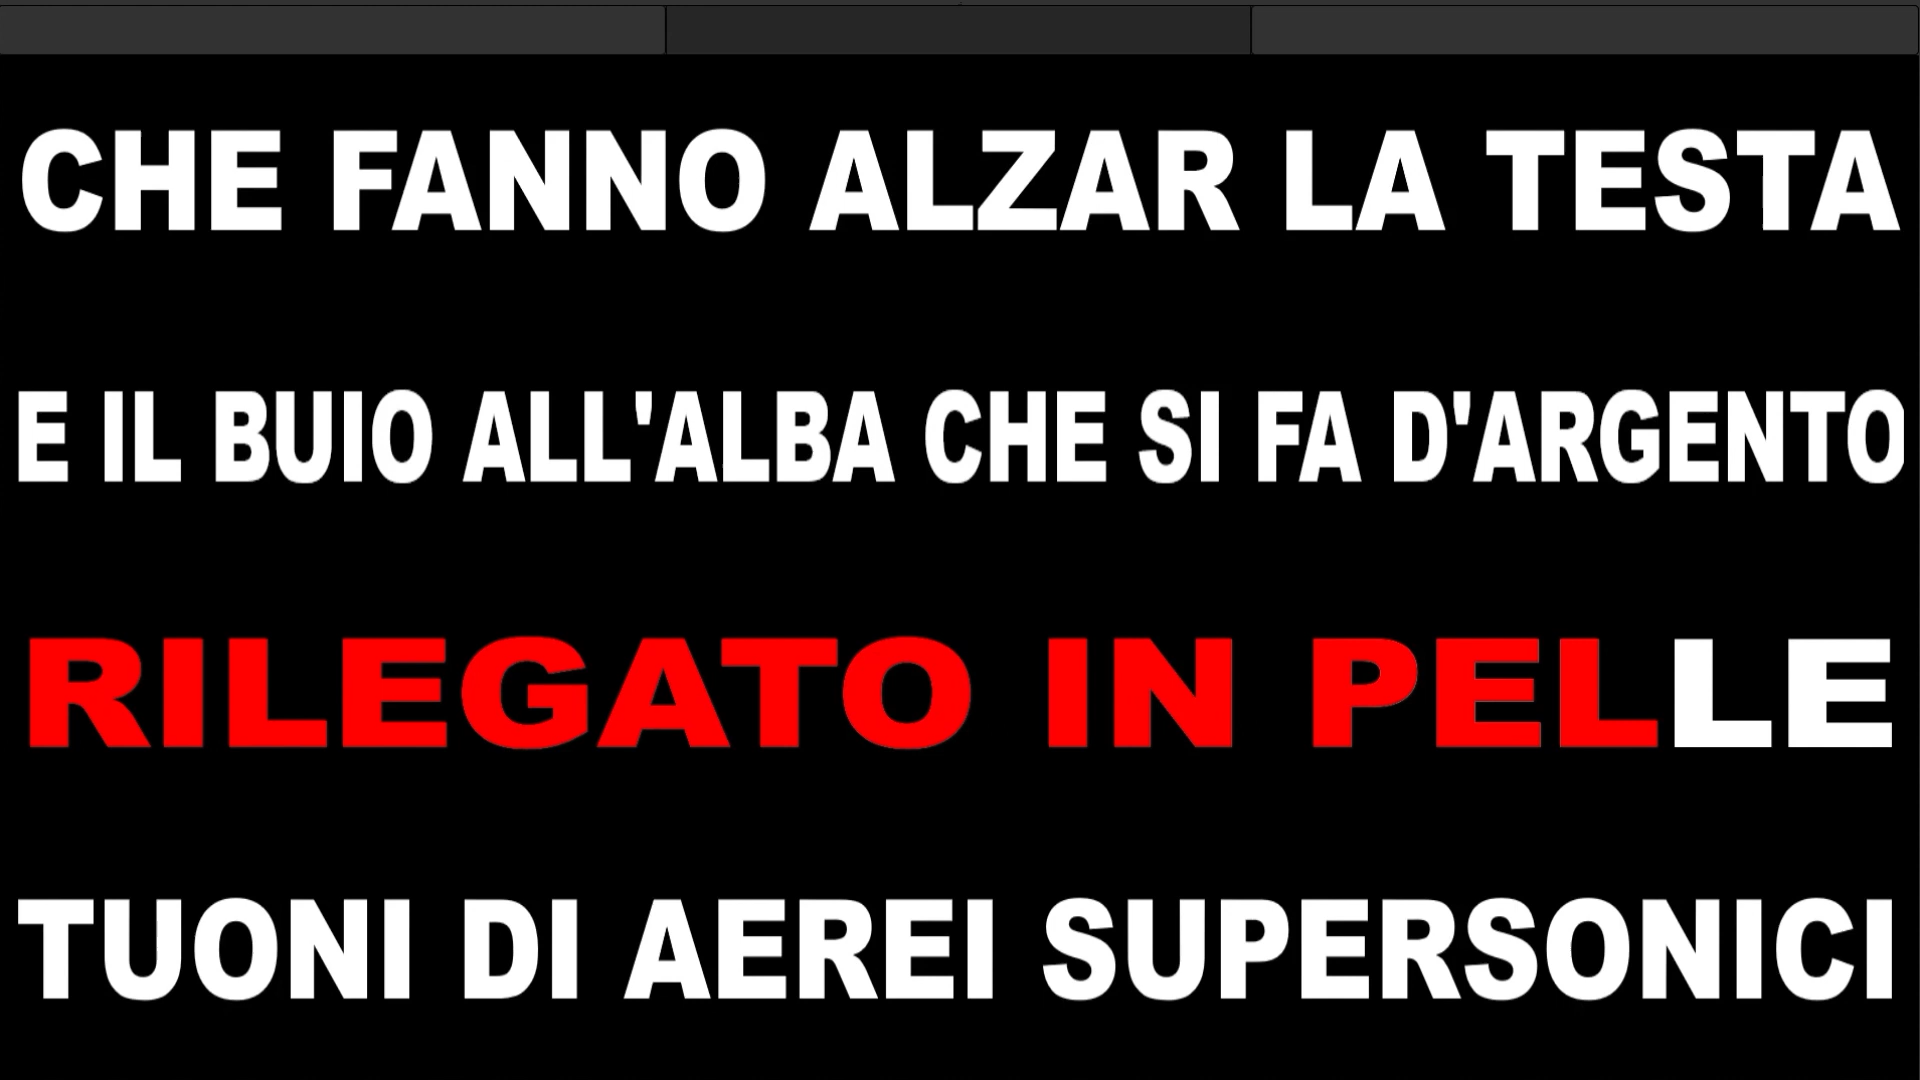 CHE FANNO ALZAR LA TESTA
E IL BUIO ALL'ALBA CHE SI FA D'ARGENTO
RILEGATO IN PELLE
TUONI DI AEREI SUPERSONICI